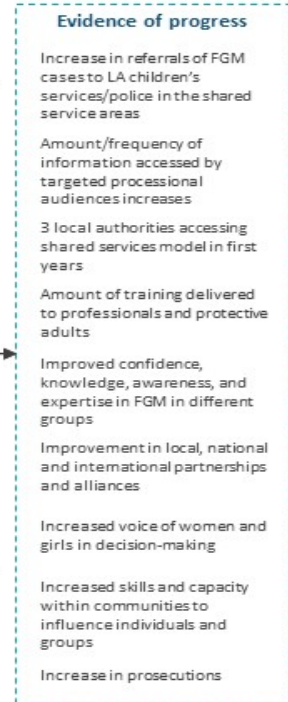 Evidence of progress
Increase in referrals of FGM
cases to LA children's
services/police in the shared
service areas
Amount/frequency of
information accessed by
targeted processional
audiences increases
3 local authorities accessing
shared services model in first
years
Amount of training delivered
to professionals and protective
adults
Improved confidence,
knowledge, awareness, and
expertise in FGM in different
groups
Improvement in local, national
and international partnerships
and alliances
Increased voice of women and
girls in decision-making
Increased skills and capacity
within communities to
influence individuals and
groups
Increase in prosecutions